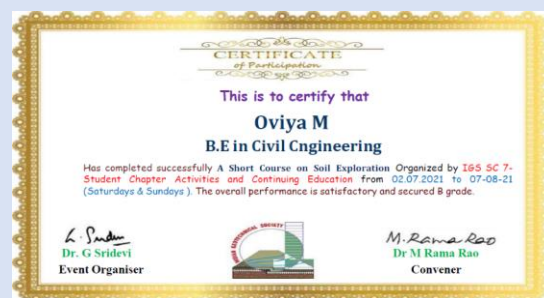 CERTIFICATE
of Participation
This is to certify that
Oviya M
B.E in Civil Cngineering
Has completed successfully A Short Course on Soil Exploration Organized by IGS SC 7-
Student Chapter Activities and Continuing Education from 02.07.2021 to 07-08-21
(Saturdays & Sundays ). The overall performance is satisfactory and secured B grade.
INDIAN GEOTECHNICAL SOCIETY
Dr. G Sridevi
Event Organiser
M. Rama Rao
Dr M Rama Rao
Convener